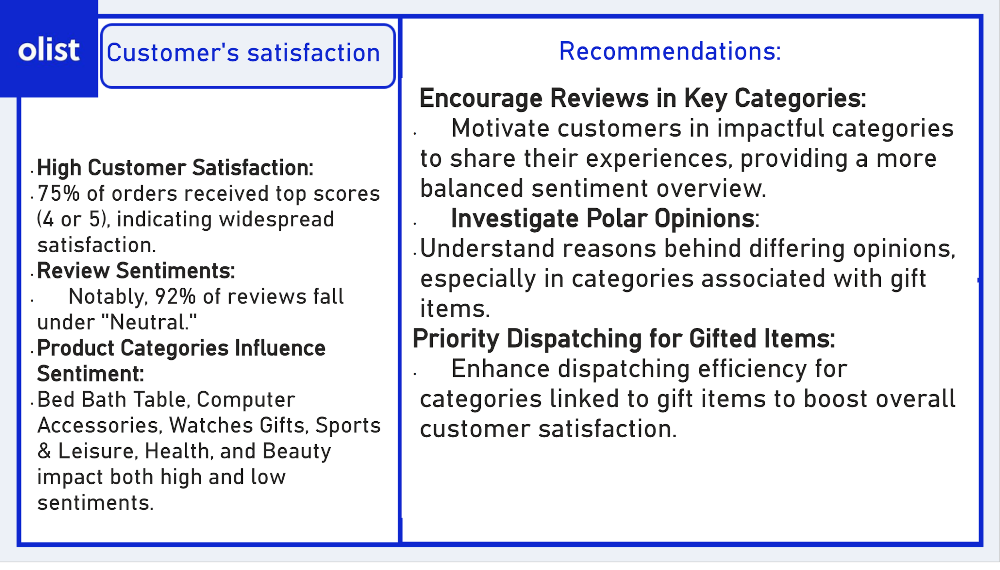 olist
Customer's satisfaction
High Customer Satisfaction:
75% of orders received top scores
(4 or 5), indicating widespread
satisfaction.
Review Sentiments:
Notably, 92% of reviews fall
under "Neutral."
Product Categories Influence
Sentiment:
Bed Bath Table, Computer
Accessories, Watches Gifts, Sports
& Leisure, Health, and Beauty
impact both high and low
sentiments.
Recommendations:
Encourage Reviews in Key Categories:
Motivate customers in impactful categories
to share their experiences, providing a more
balanced sentiment overview.
Investigate Polar Opinions:
Understand reasons behind differing opinions,
especially in categories associated with gift
items.
Priority Dispatching for Gifted Items:
Enhance dispatching efficiency for
categories linked to gift items to boost overall
customer satisfaction.